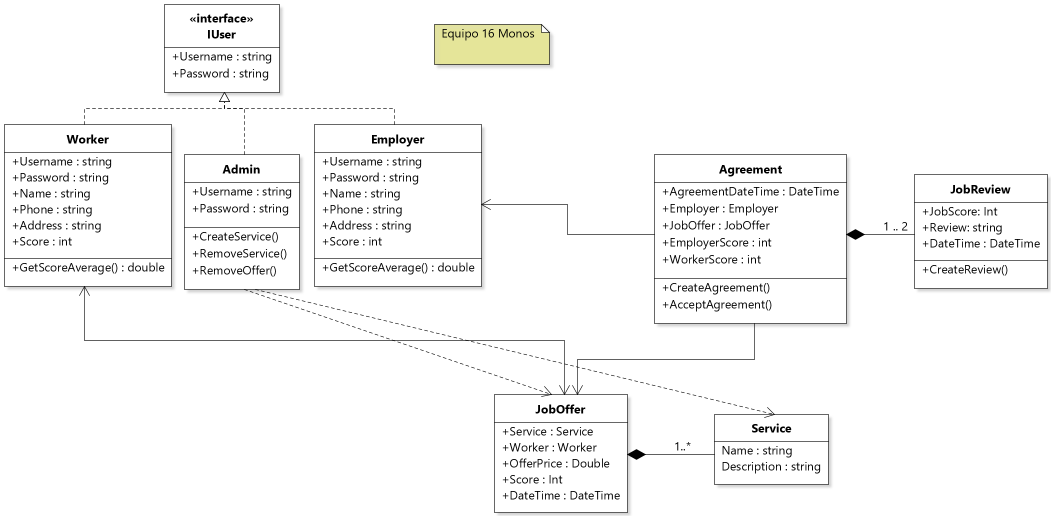 «interface»
IUser
+Username : string
+Password : string
Equipo 16 Monos
Worker
+Username : string
+Password : string
+Name : string
+Phone : string
+Address : string
+Score : int
+GetScoreAverage() : double
Admin
+Username : string
+Password : string
+CreateService()
+RemoveService()
+RemoveOffer()
Employer
+Username : string
+Password : string
+Name : string
+Phone : string
+Address : string
+Score : int
+GetScoreAverage() : double
Agreement
+AgreementDateTime : DateTime
+Employer : Employer
+JobOffer : JobOffer
+EmployerScore : int
+WorkerScore : int
+CreateAgreement()
+AcceptAgreement()
1 .. 2
JobReview
+JobScore: Int
+Review: string
+DateTime : DateTime
+CreateReview()
JobOffer
+Service : Service
+Worker : Worker
+OfferPrice : Double
+Score : Int
+DateTime : DateTime
1..*
Service
Name : string
Description : string